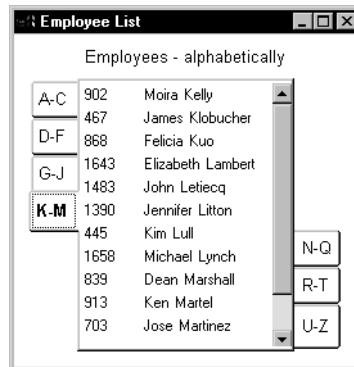 Employee List
Employees - alphabetically
A-C
D-F
G-J
K-M
902 Moira Kelly
467 James Klobucher
868 Felicia Kuo
1643 Elizabeth Lambert
1483 John Letiecq
1390 Jennifer Litton
445 Kim Lull
1658 Michael Lynch
839 Dean Marshall
913 Ken Martel
703 Jose Martinez
N-Q
R-T
U-Z